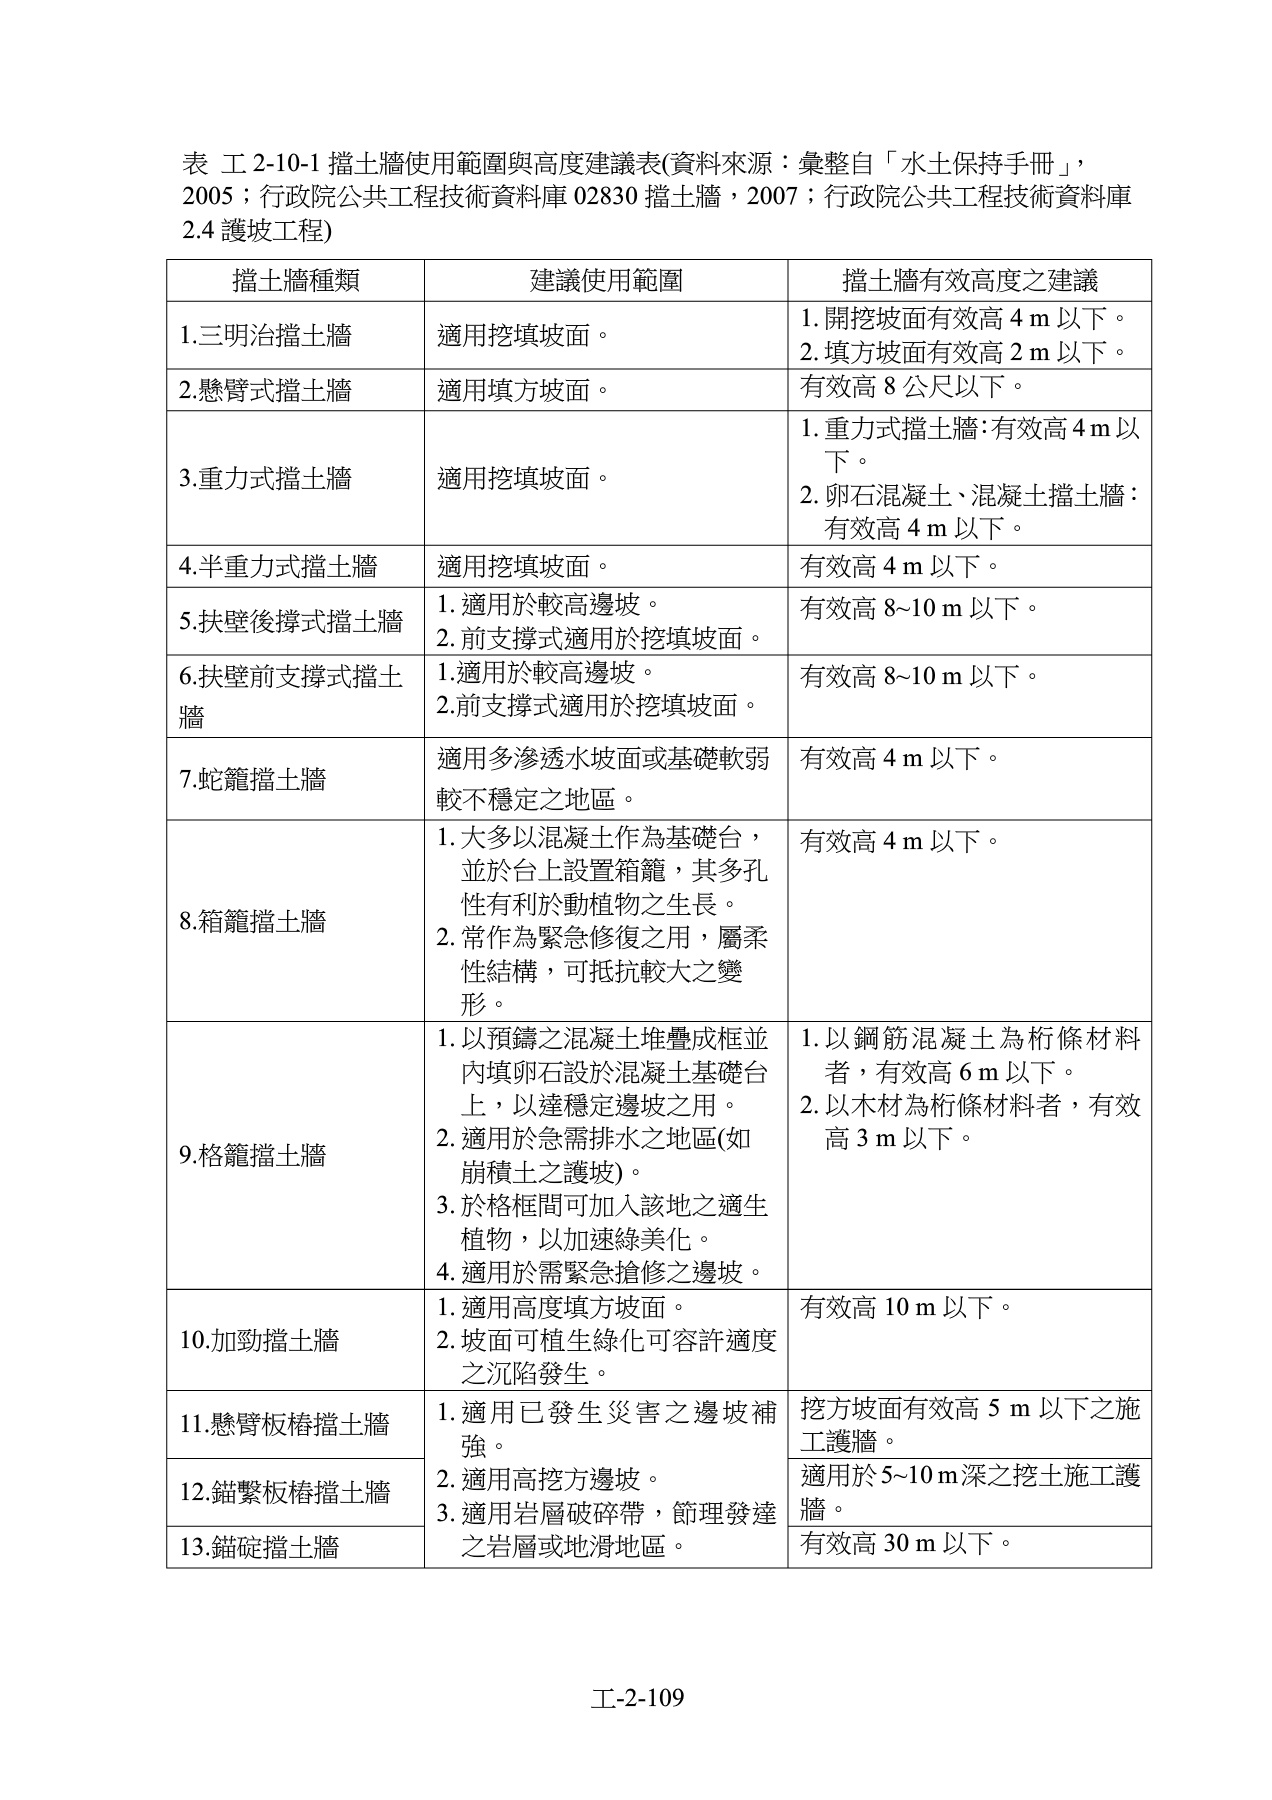 表 工 2-10-1 擋土牆使用範圍與高度建議表(資料來源：彙整自「水土保持手冊」，
2005；行政院公共工程技術資料庫 02830 擋土牆，2007；行政院公共工程技術資料庫
2.4 護坡工程)
擋土牆種類 建議使用範圍 擋土牆有效高度之建議
1.三明治擋土牆
適用挖填坡面。
1. 開挖坡面有效高 4 m 以下。
2. 填方坡面有效高 2 m 以下。
2.懸臂式擋土牆
適用填方坡面。
有效高 8 公尺以下。
3.重力式擋土牆
適用挖填坡面。
1. 重力式擋土牆：有效高 4 m 以
下。
2. 卵石混凝土、混凝土擋土牆：
有效高 4 m 以下。
4.半重力式擋土牆
適用挖填坡面。
有效高 4 m 以下。
5.扶壁後撐式擋土牆
1. 適用於較高邊坡。
2. 前支撐式適用於挖填坡面。
有效高 8~10 m 以下。
6.扶壁前支撐式擋土
牆
1.適用於較高邊坡。
2.前支撐式適用於挖填坡面。
有效高 8~10 m 以下。
7.蛇籠擋土牆
適用多滲透水坡面或基礎軟弱
較不穩定之地區。
有效高 4 m 以下。
8.箱籠擋土牆
1. 大多以混凝土作為基礎台，
並於台上設置箱籠，其多孔
性有利於動植物之生長。
2. 常作為緊急修復之用，屬柔
性結構，可抵抗較大之變
形。
有效高 4 m 以下。
9.格籠擋土牆
1. 以預鑄之混凝土堆疊成框並
內填卵石設於混凝土基礎台
上，以達穩定邊坡之用。
2. 適用於急需排水之地區(如
崩積土之護坡)。
3. 於格框間可加入該地之適生
植物，以加速綠美化。
4. 適用於需緊急搶修之邊坡。
1. 以鋼筋混凝土為桁條材料
者，有效高 6 m 以下。
2. 以木材為桁條材料者，有效
高 3 m 以下。
10.加勁擋土牆
1. 適用高度填方坡面。
2. 坡面可植生綠化可容許適度
之沉陷發生。
有效高 10 m 以下。
11.懸臂板樁擋土牆
1. 適用已發生災害之邊坡補
強。
2. 適用高挖方邊坡。
3. 適用岩層破碎帶，節理發達
之岩層或地滑地區。
挖方坡面有效高 5 m 以下之施
工護牆。
12.錨繫板樁擋土牆
適用於 5~10 m 深之挖土施工護
牆。
13.錨碇擋土牆
有效高 30 m 以下。
工-2-109